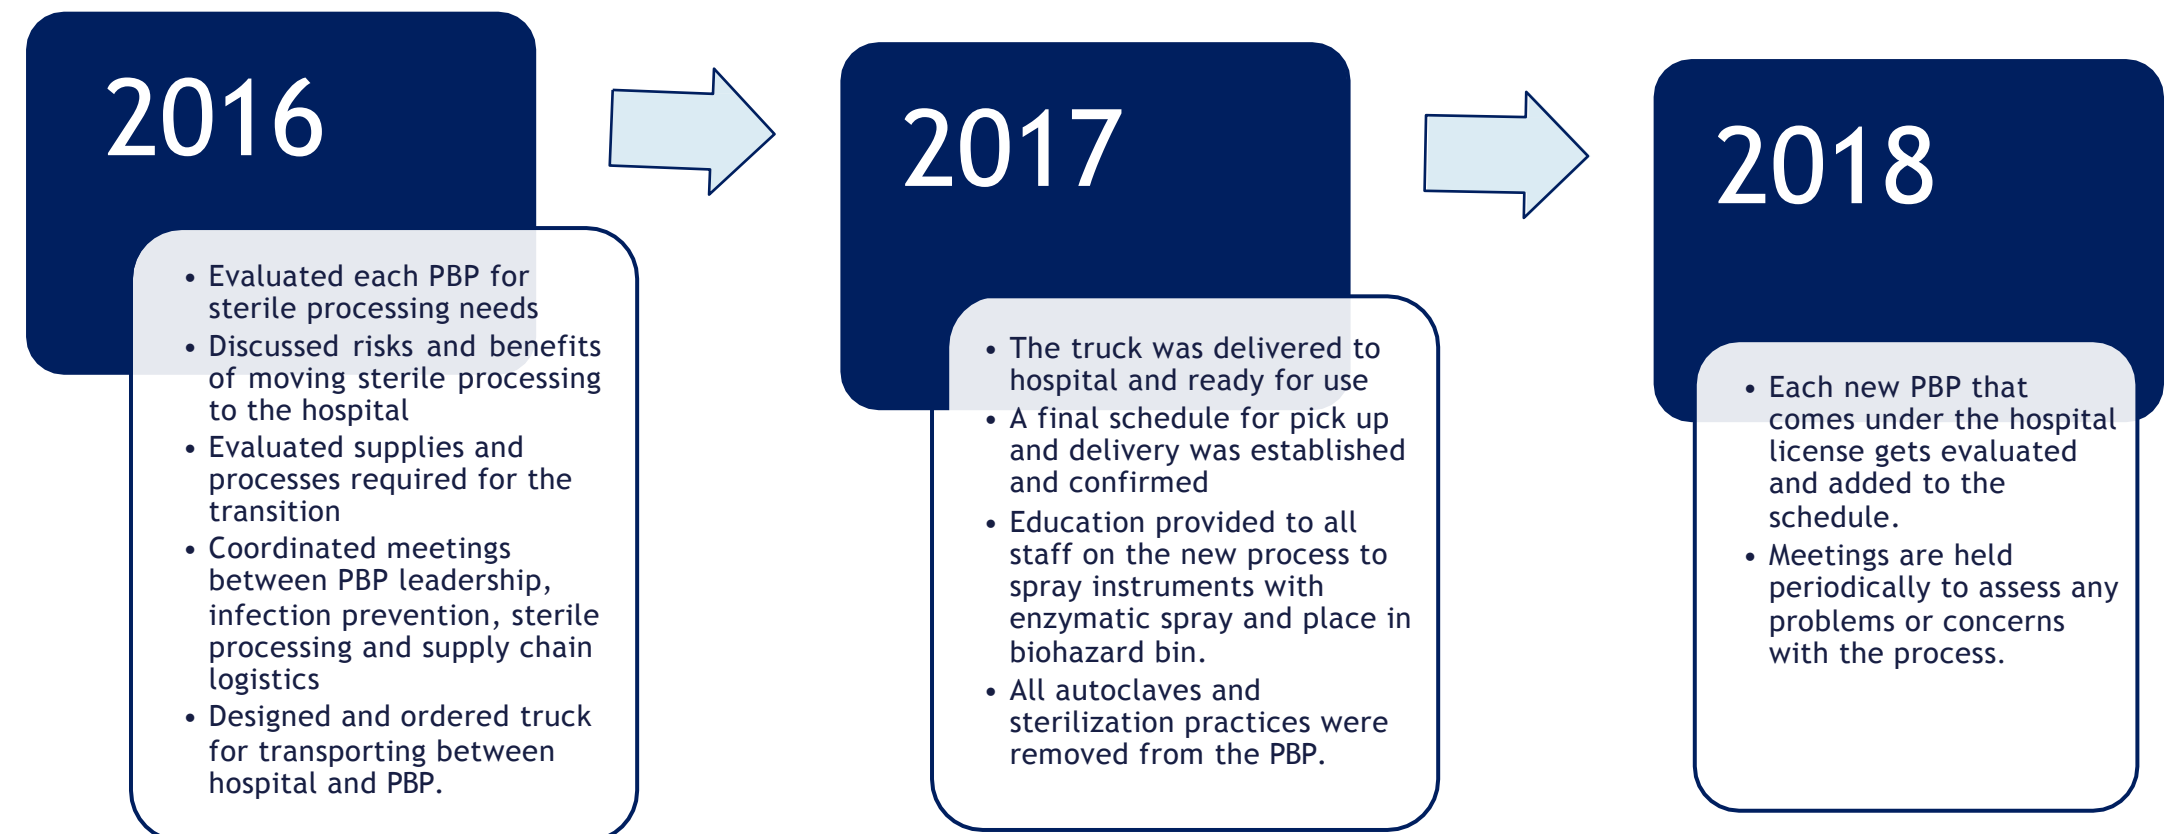 2016
• Evaluated each PBP for
sterile processing needs
• Discussed risks and benefits
of moving sterile processing
to the hospital
• Evaluated supplies and
processes required for the
transition
• Coordinated meetings
between PBP leadership,
infection prevention, sterile
processing and supply chain
logistics
• Designed and ordered truck
for transporting between
hospital and PBP.
2017
• The truck was delivered to
hospital and ready for use
• A final schedule for pick up
and delivery was established
and confirmed
• Education provided to all
staff on the new process to
spray instruments with
enzymatic spray and place in
biohazard bin.
• All autoclaves and
sterilization practices were
removed from the PBP.
2018
• Each new PBP that
comes under the hospital
license gets evaluated
and added to the
schedule.
• Meetings are held
periodically to assess any
problems or concerns
with the process.